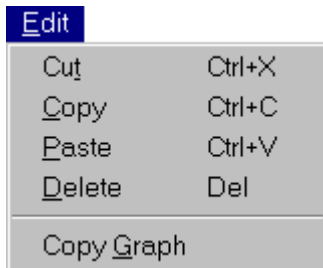 Edit
Cut Ctrl+X
Copy Ctrl+C
Paste Ctrl+V
Delete Del
Copy Graph